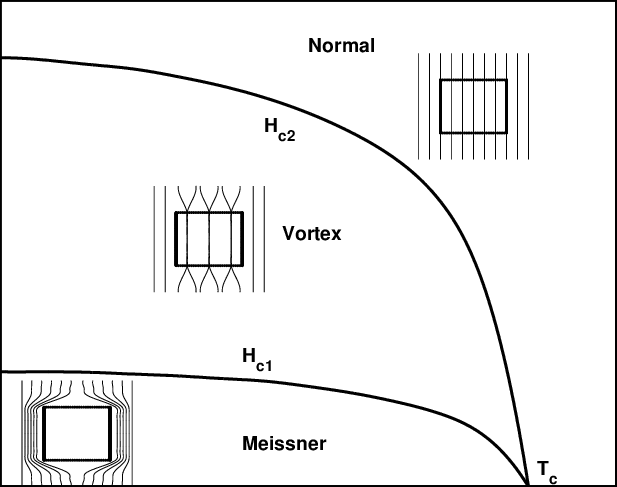 Normal
Hc2
Vortex
Hc1
Meissner
Tc